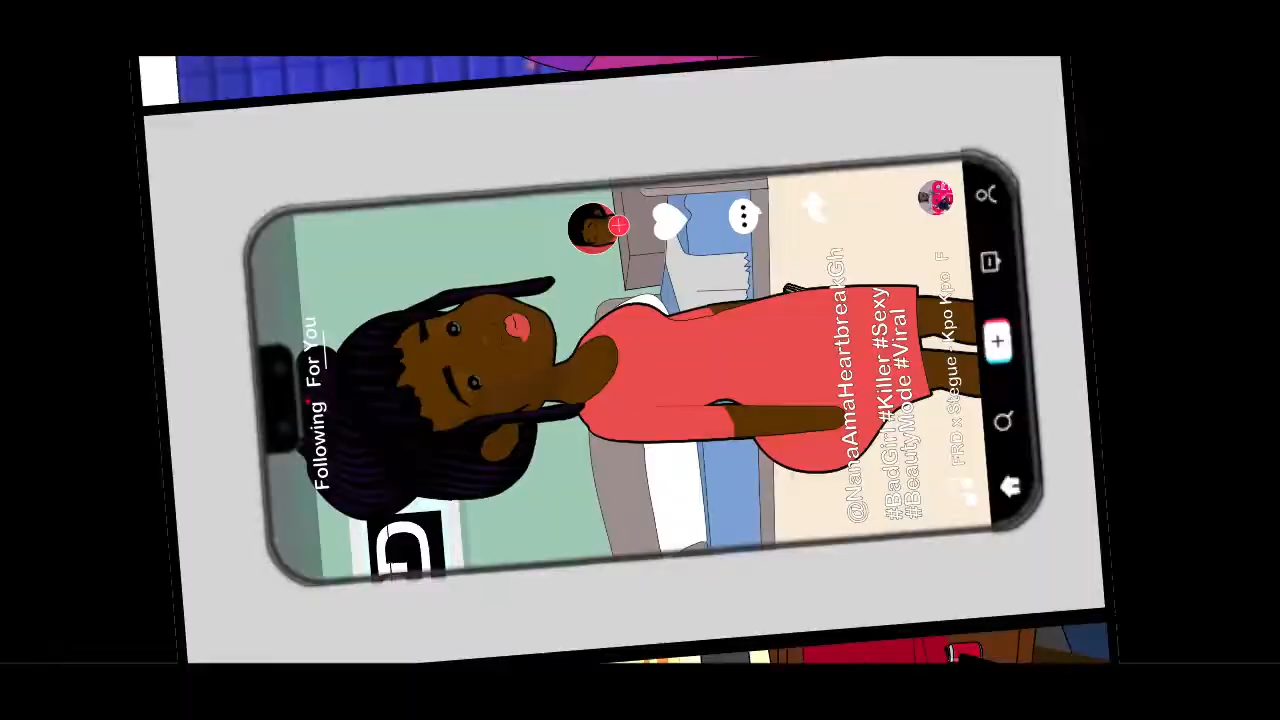 Following For You
G
@NanaAmaHeartbreakGh
#BadGirl #Killer #Sexy
#BeautyMode #Viral
FRD x Stegue - Kpo Kpo F